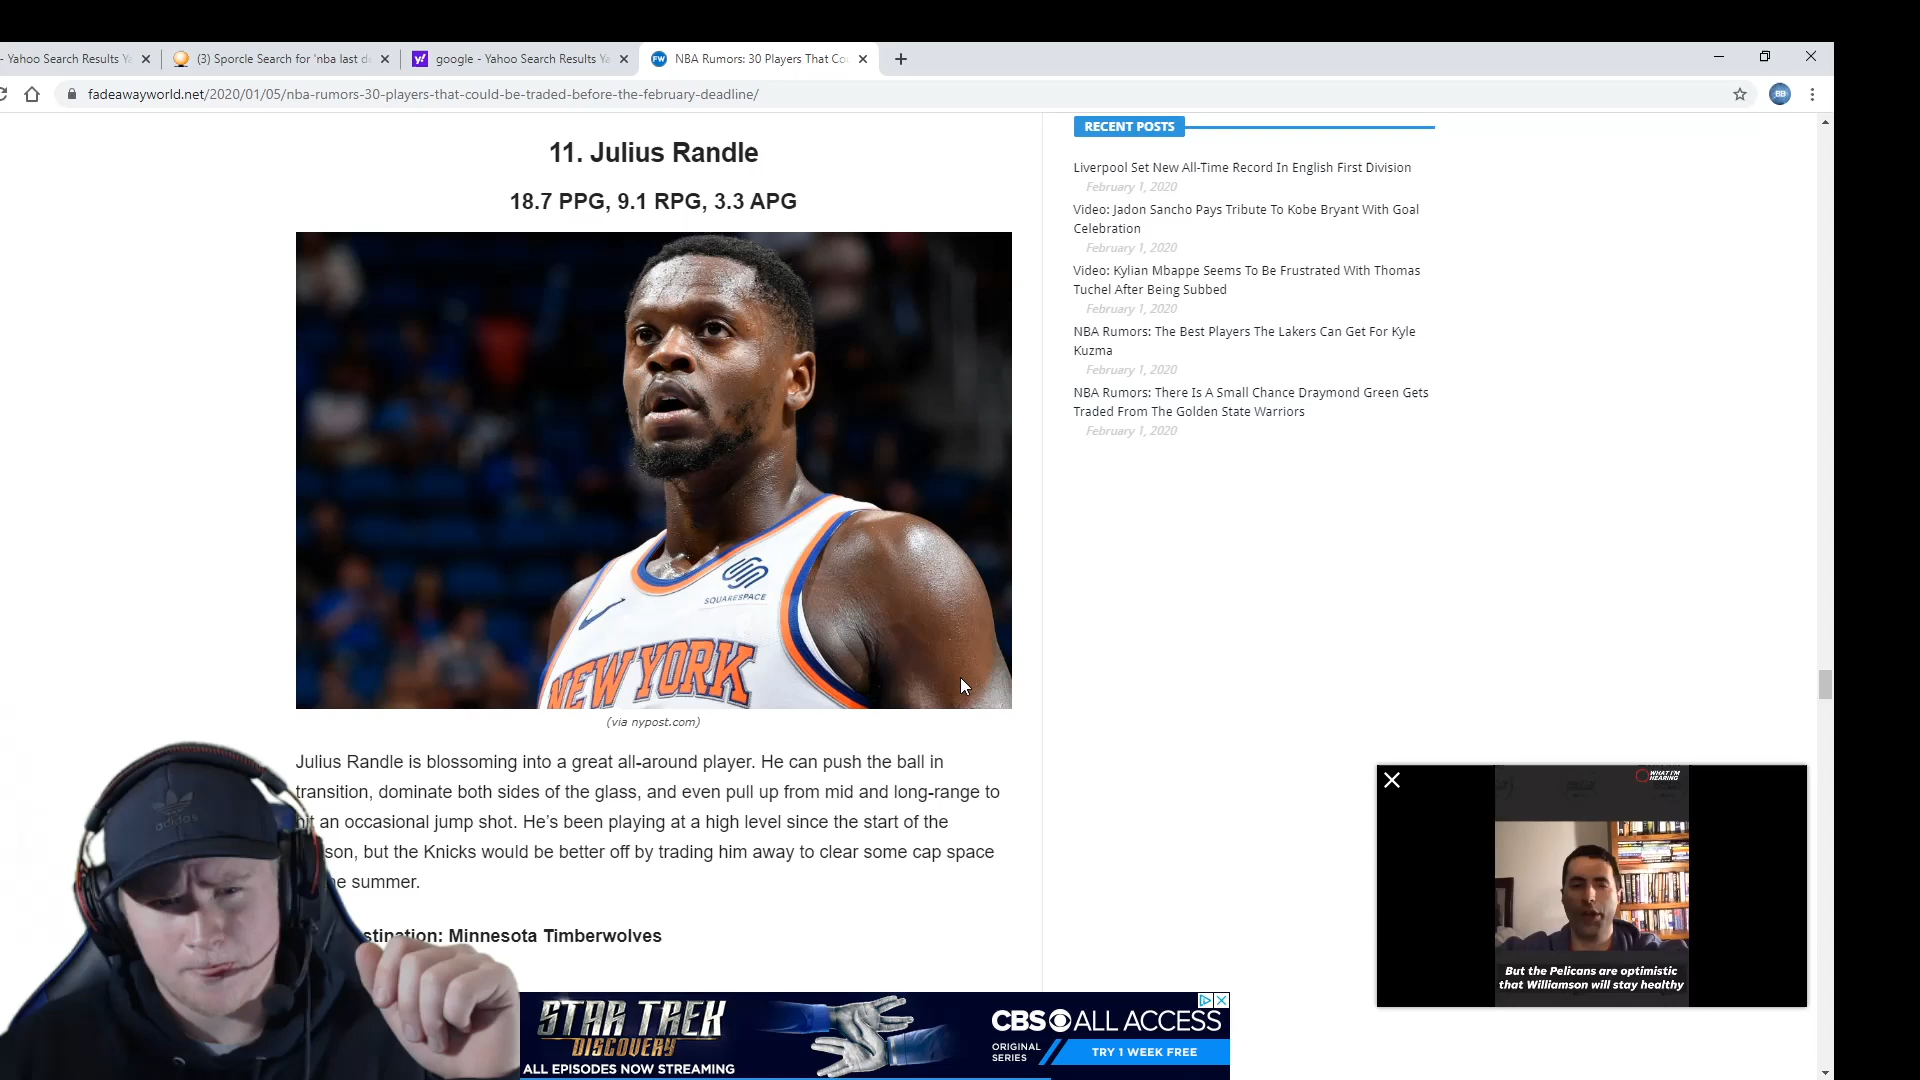 - Yahoo Search Results Ya
(3) Sporcle Search for 'nba last de
google - Yahoo Search Results Ya
NBA Rumors: 30 Players That Cou
fadeawayworld.net/2020/01/05/nba-rumors-30-players-that-could-be-traded-before-the-february-deadline/
BB
11. Julius Randle
18.7 PPG, 9.1 RPG, 3.3 APG
SQUARESPACE
NEW YORK
(via nypost.com)
Julius Randle is blossoming into a great all-around player. He can push the ball in
transition, dominate both sides of the glass, and even pull up from mid and long-range to
hit an occasional jump shot. He's been playing at a high level since the start of the
son, but the Knicks would be better off by trading him away to clear some cap space
e summer.
stination: Minnesota Timberwolves
adidas
RECENT POSTS
Liverpool Set New All-Time Record In English First Division
February 1, 2020
Video: Jadon Sancho Pays Tribute To Kobe Bryant With Goal
Celebration
February 1, 2020
Video: Kylian Mbappe Seems To Be Frustrated With Thomas
Tuchel After Being Subbed
February 1, 2020
NBA Rumors: The Best Players The Lakers Can Get For Kyle
Kuzma
February 1, 2020
NBA Rumors: There Is A Small Chance Draymond Green Gets
Traded From The Golden State Warriors
February 1, 2020
WHAT I'M
HEARING
But the Pelicans are optimistic
that Williamson will stay healthy
STAR TREK
DISCOVERY
ALL EPISODES NOW STREAMING
CBS ALL ACCESS
ORIGINAL
SERIES
TRY 1 WEEK FREE